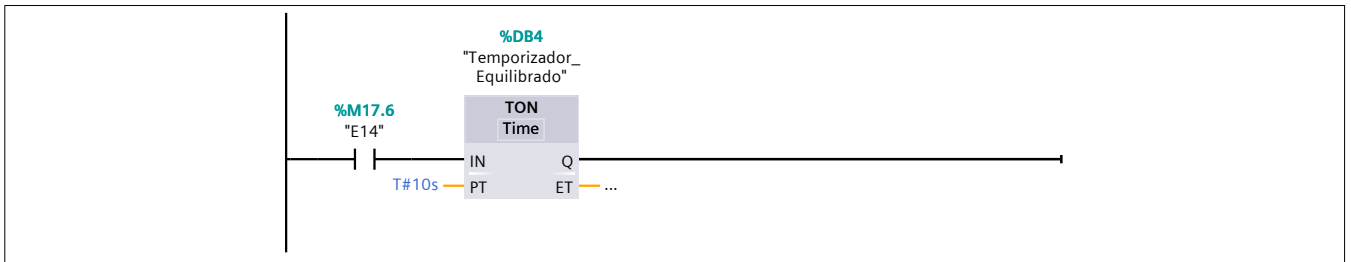 %DB4
"Temporizador_
Equilibrado"
%M17.6
"E14"
TON
Time
IN
Q
T#10s
PT
ET
...